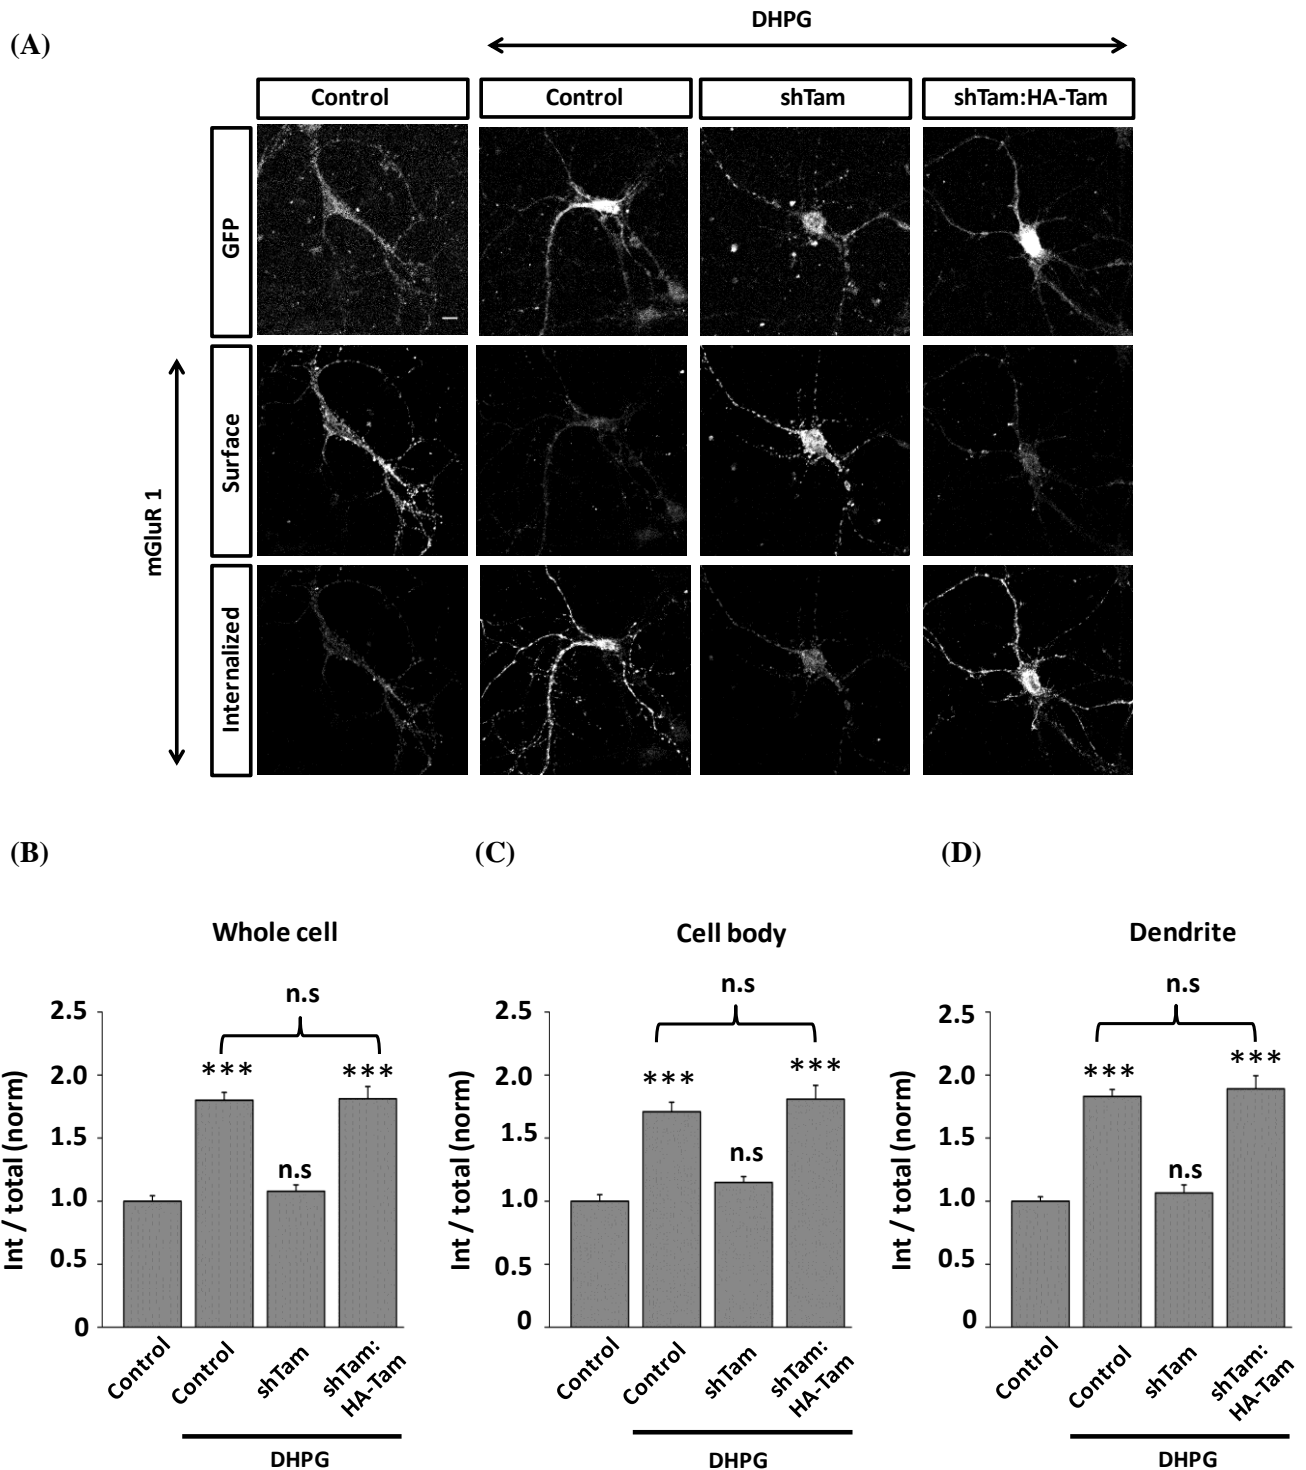 (A)
DHPG
Control
Control
shTam
shTam:HA-Tam
GFP
mGluR 1
Surface
Internalized
(B)
(C)
(D)
Whole cell
n.s
2.5
2.0
1.5
1.0
0.5
0
Int / total (norm)
***
n.s
***
Control
Control
shTam
shTam:
HA-Tam
DHPG
Cell body
n.s
2.5
2.0
1.5
1.0
0.5
0
Int / total (norm)
***
n.s
***
Control
Control
shTam
shTam:
HA-Tam
DHPG
Dendrite
n.s
2.5
2.0
1.5
1.0
0.5
0
Int / total (norm)
***
n.s
***
Control
Control
shTam
shTam:
HA-Tam
DHPG